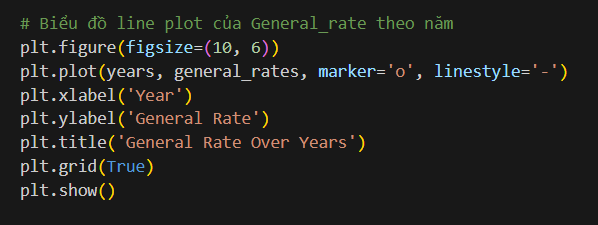 # Biểu đồ line plot của General_rate theo năm
plt.figure(figsize=(10, 6))
plt.plot(years, general_rates, marker='o', linestyle='-')
plt.xlabel('Year')
plt.ylabel('General Rate')
plt.title('General Rate Over Years')
plt.grid(True)
plt.show()